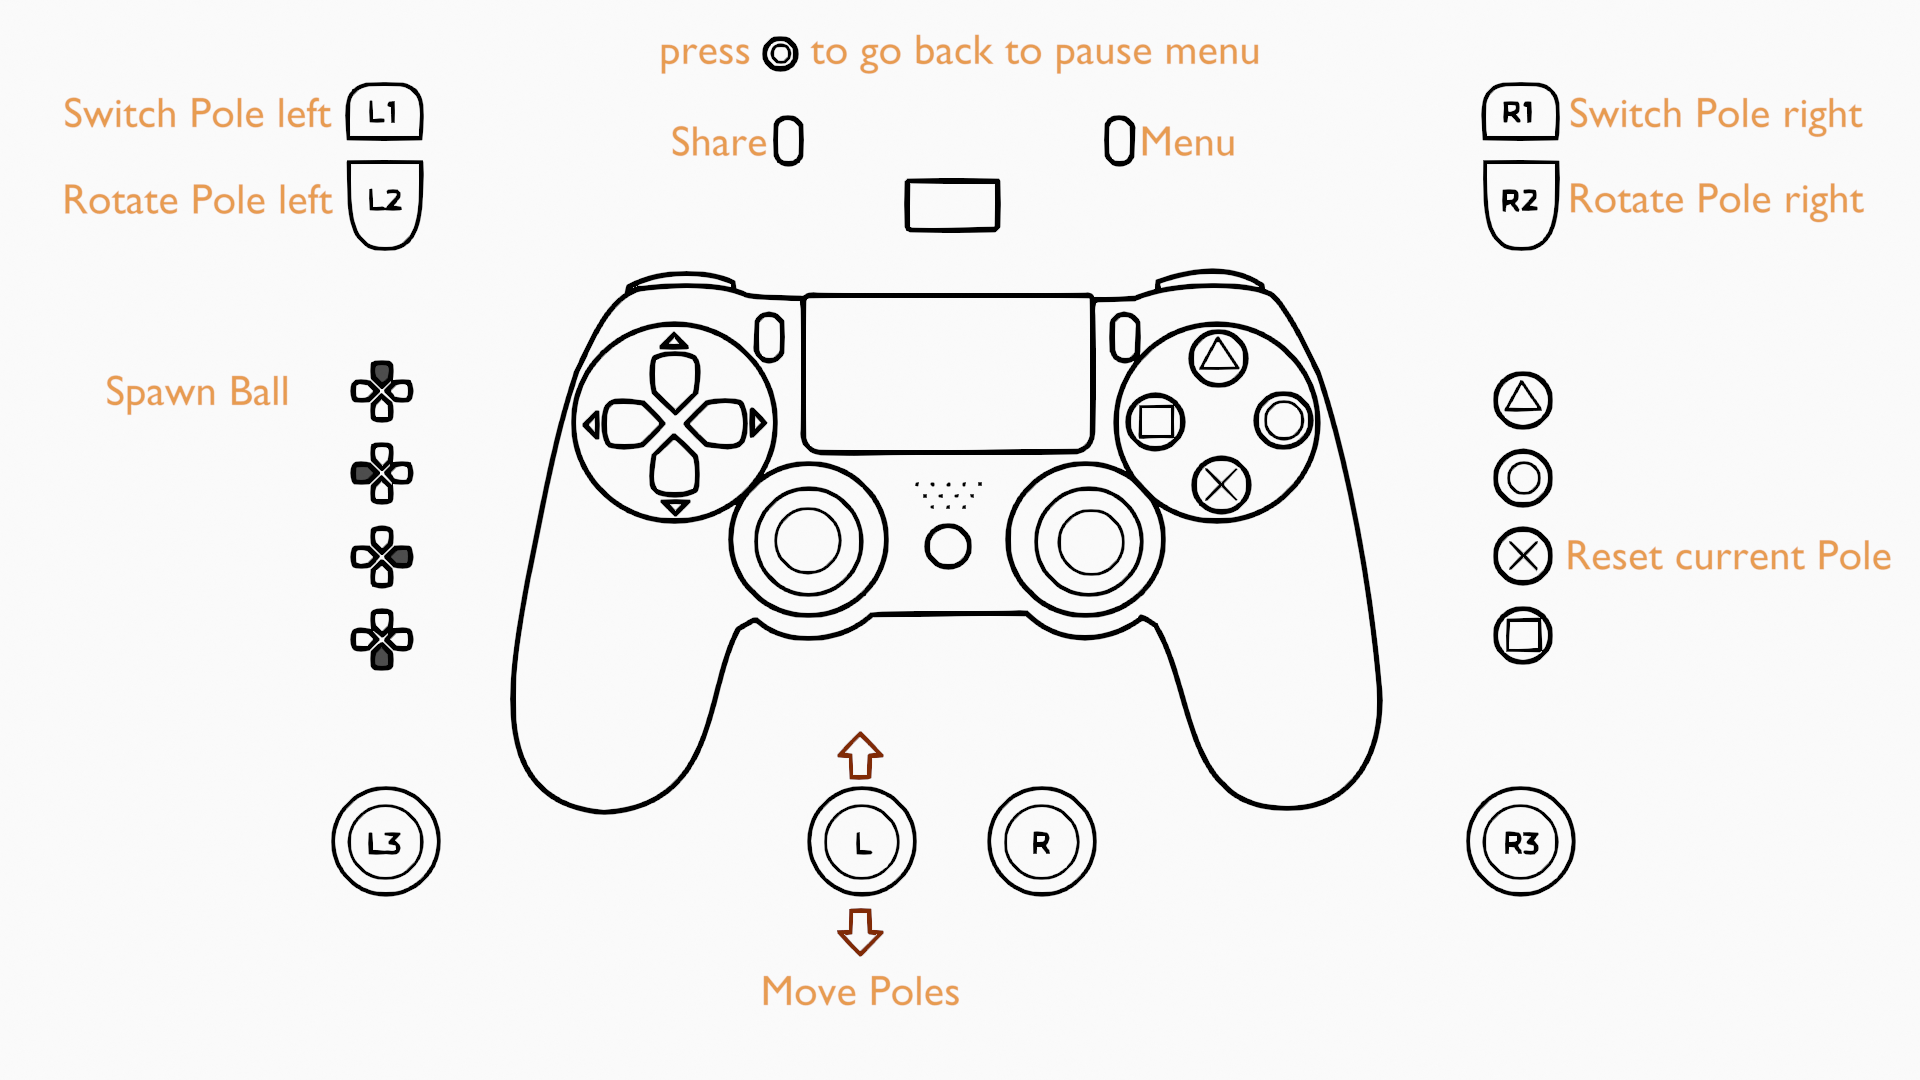 press to go back to pause menu
Switch Pole left L1
Share
Menu
R1 Switch Pole right
Rotate Pole left L2
R2 Rotate Pole right
Spawn Ball
Reset current Pole
L3
L
R
R3
Move Poles